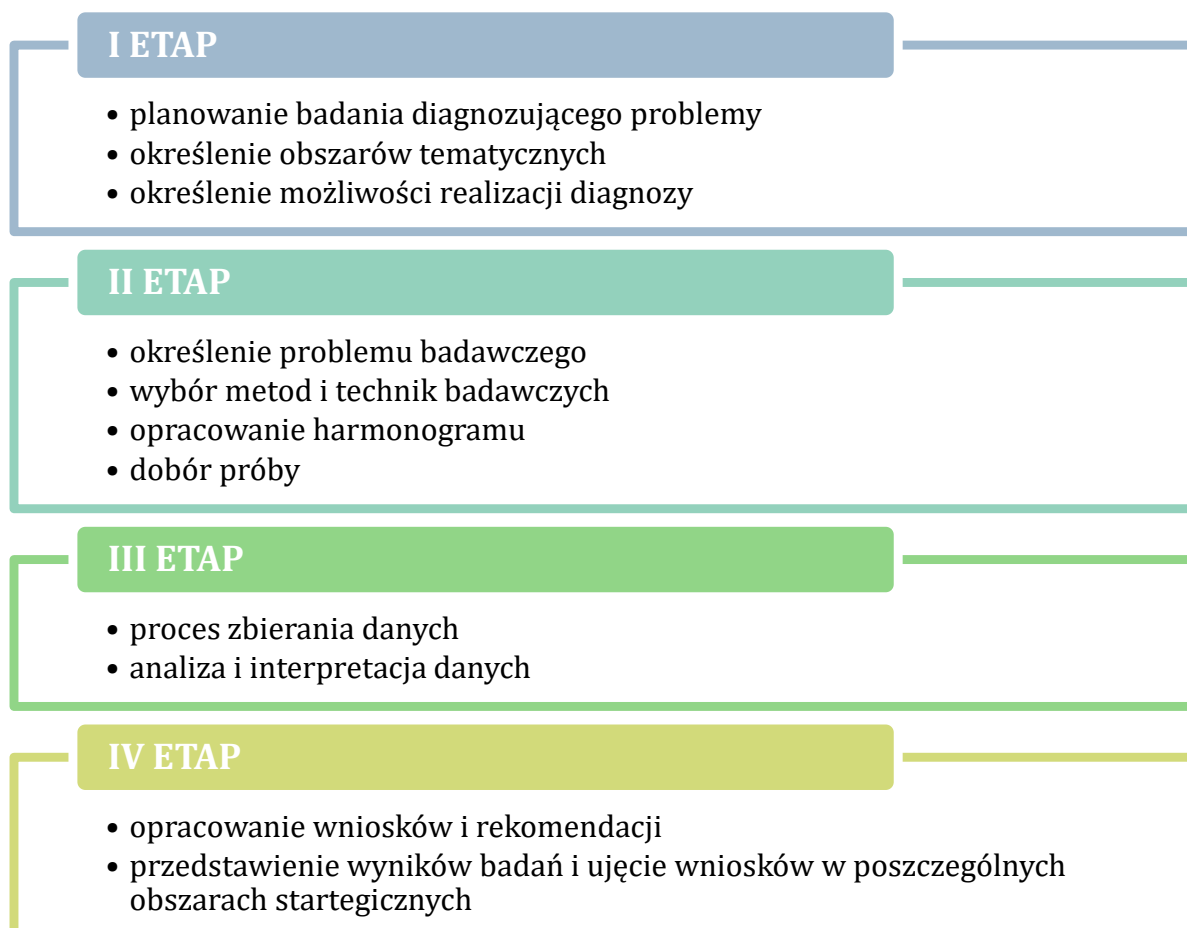 I ETAP
• planowanie badania diagnozującego problemy
• określenie obszarów tematycznych
• określenie możliwości realizacji diagnozy
II ETAP
• określenie problemu badawczego
• wybór metod i technik badawczych
• opracowanie harmonogramu
• dobór próby
III ETAP
• proces zbierania danych
• analiza i interpretacja danych
IV ETAP
• opracowanie wniosków i rekomendacji
• przedstawienie wyników badań i ujęcie wniosków w poszczególnych
obszarach startegicznych